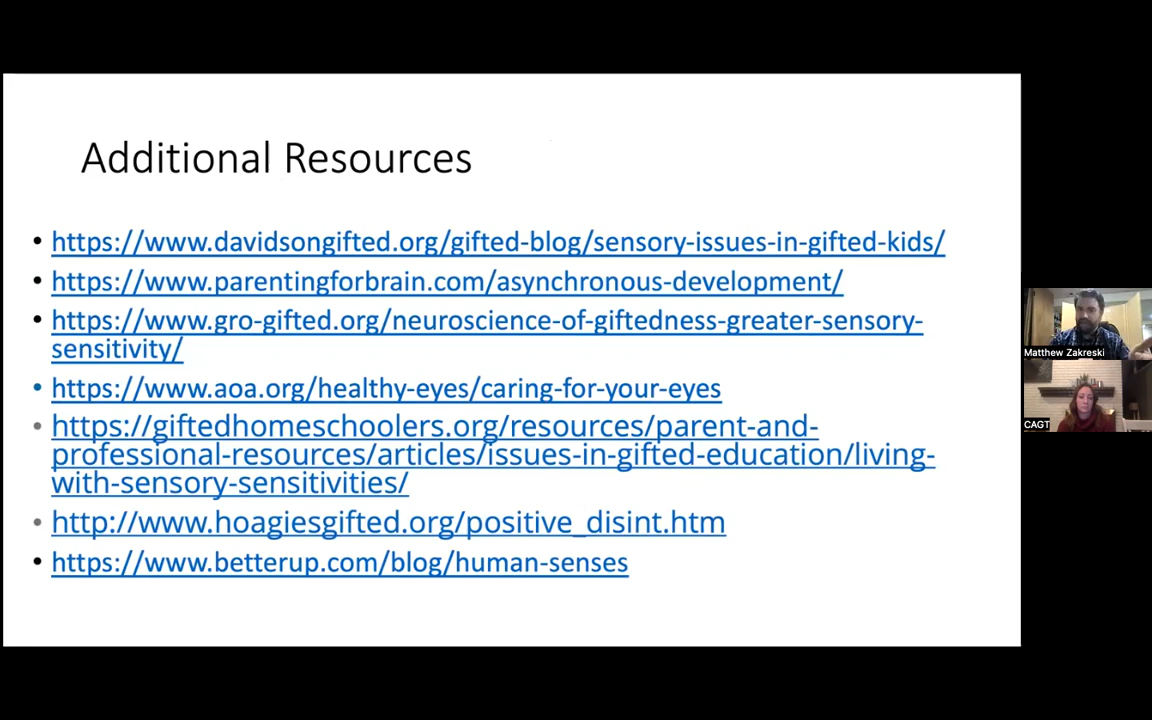 Additional Resources
• https://www.davidsongifted.org/gifted-blog/sensory-issues-in-gifted-kids/
• https://www.parentingforbrain.com/asynchronous-development/
• https://www.gro-gifted.org/neuroscience-of-giftedness-greater-sensory-
sensitivity/
• https://www.aoa.org/healthy-eyes/caring-for-your-eyes
• https://giftedhomeschoolers.org/resources/parent-and-
professional-resources/articles/issues-in-gifted-education/living-
with-sensory-sensitivities/
• http://www.hoagiesgifted.org/positive_disint.htm
• https://www.betterup.com/blog/human-senses
Matthew Zakreski
CAGT